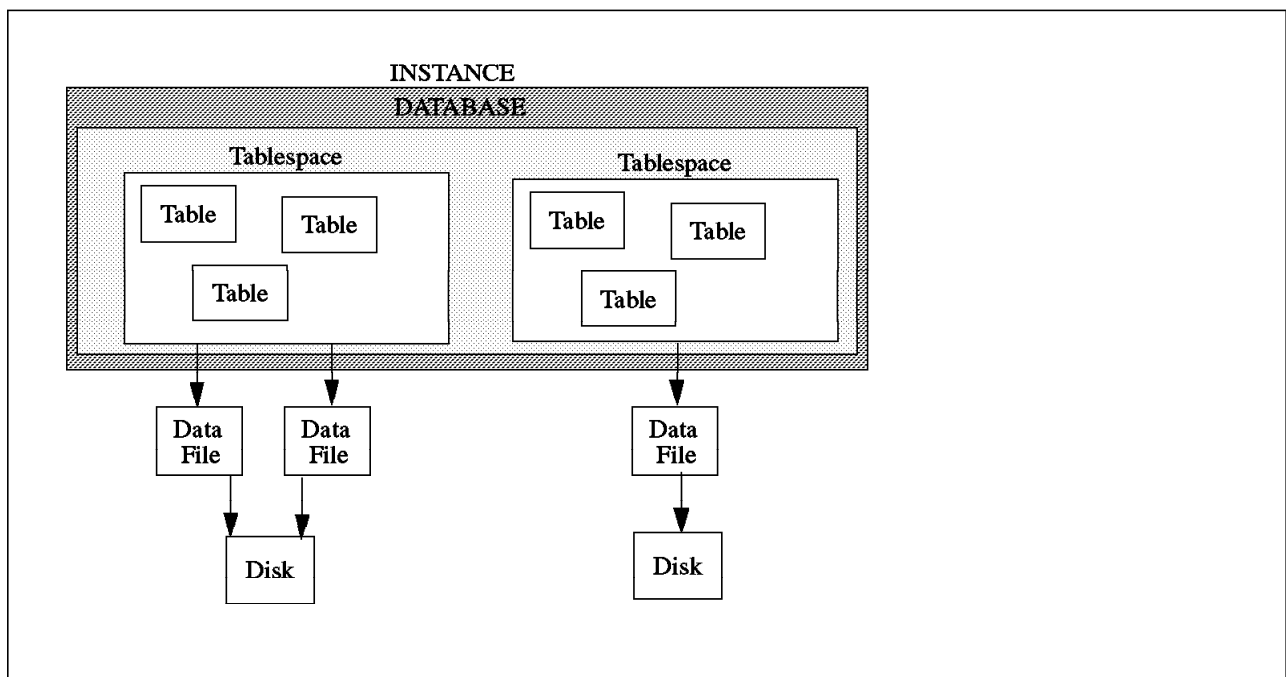 INSTANCE
DATABASE
Tablespace
Tablespace
Table
Table
Table
Table
Table
Table
Data
File
Data
File
Data
File
Disk
Disk